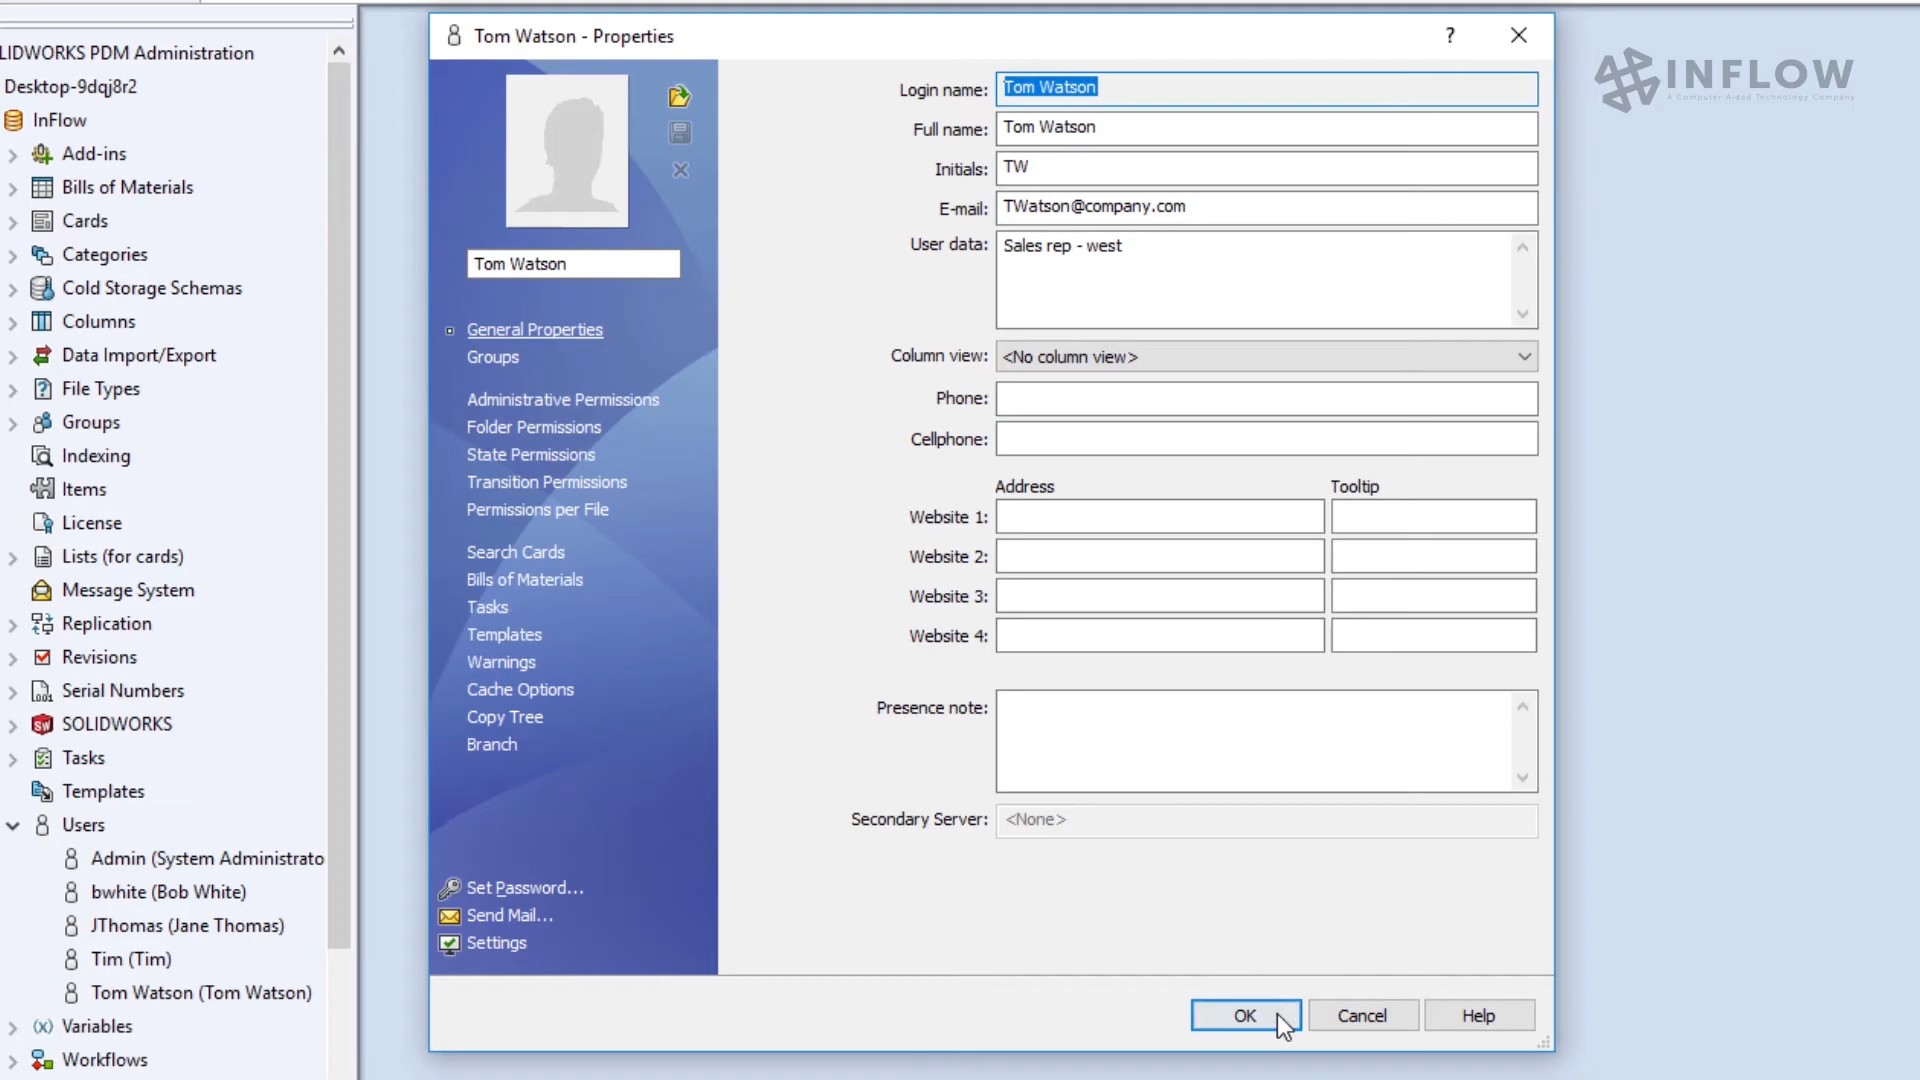 LIDWORKS PDM Administration
Desktop-9dqj8r2
InFlow
Add-ins
Bills of Materials
Cards
Categories
Cold Storage Schemas
Columns
Data Import/Export
File Types
Groups
Indexing
Items
License
Lists (for cards)
Message System
Replication
Revisions
Serial Numbers
SOLIDWORKS
Tasks
Templates
Users
Admin (System Administrato
bwhite (Bob White)
JThomas (Jane Thomas)
Tim (Tim)
Tom Watson (Tom Watson)
Variables
Workflows
Tom Watson - Properties
?
Tom Watson
General Properties
Groups
Administrative Permissions
Folder Permissions
State Permissions
Transition Permissions
Permissions per File
Search Cards
Bills of Materials
Tasks
Templates
Warnings
Cache Options
Copy Tree
Branch
Set Password...
Send Mail...
Settings
Login name: Tom Watson
Full name: Tom Watson
Initials: TW
E-mail: TWatson@company.com
User data: Sales rep - west
Column view: <No column view>
Phone:
Cellphone:
Address Tooltip
Website 1:
Website 2:
Website 3:
Website 4:
Presence note:
Secondary Server: <None>
OK Cancel Help
INFLOW
A Computer Aided Technology Company